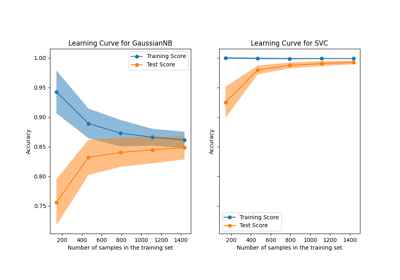 Learning Curve for GaussianNB
Training Score
Test Score
1.00
0.95
0.90
0.85
0.80
0.75
Accuracy
200 400 600 800 1000 1200 1400
Number of samples in the training set
Learning Curve for SVC
Accuracy
Training Score
Test Score
200 400 600 800 1000 1200 1400
Number of samples in the training set